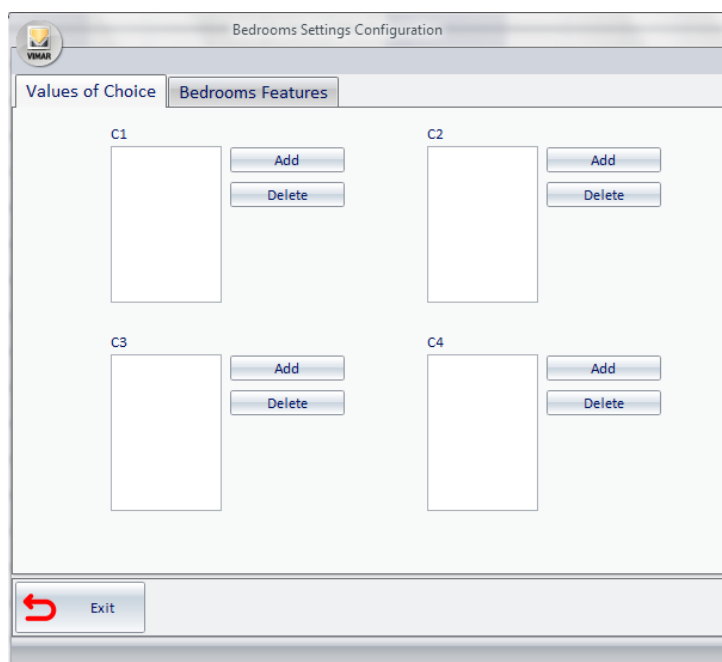 Bedrooms Settings Configuration
VIMAR
Values of Choice Bedrooms Features
C1 C2
Add Add
Delete Delete
C3 C4
Add Add
Delete Delete
Exit